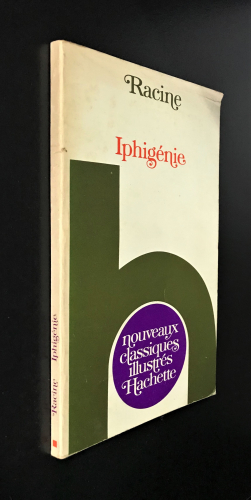 Racine
Iphigénie
nouveaux
classiques
illustrés
Hachette
Racine Iphigénie